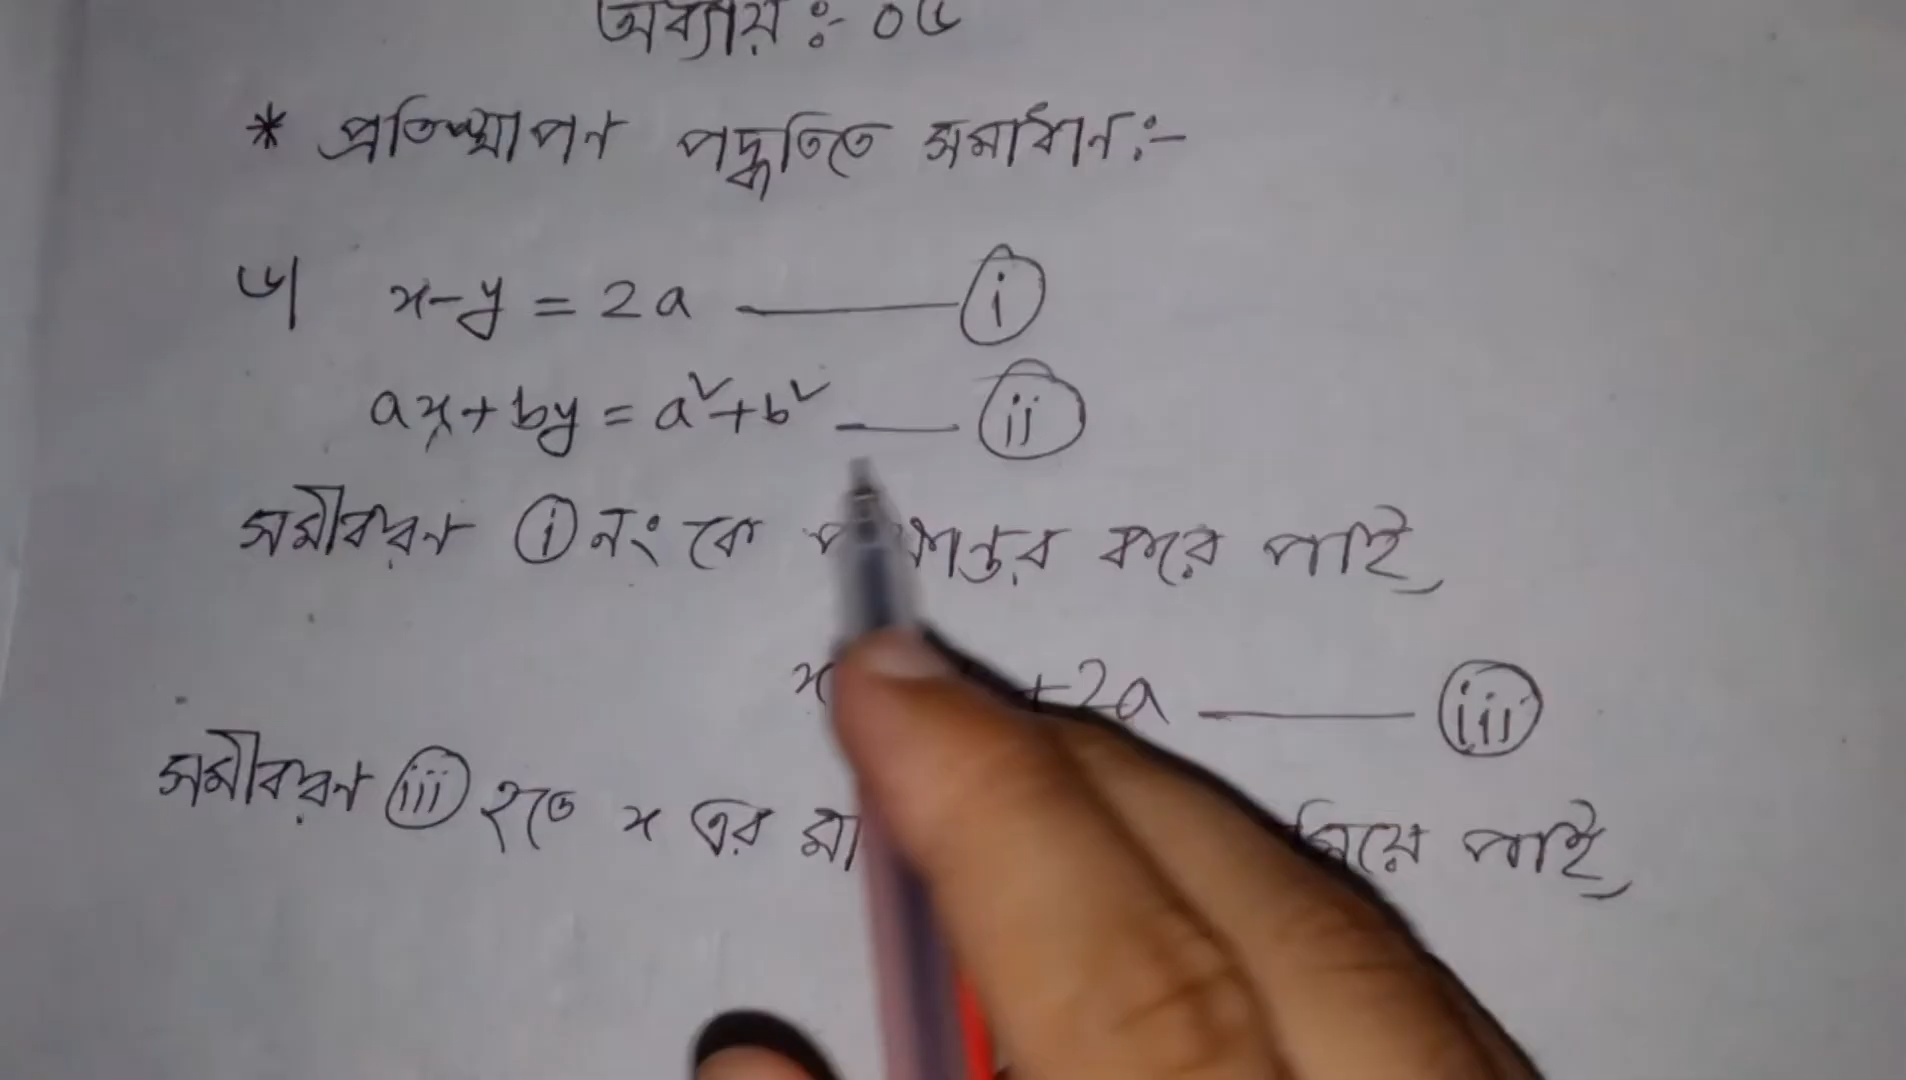 অধ্যায় :- ০৬
* প্রতিস্থাপন পদ্ধতিতে সমাধান :-
৬। x-y = 2a —— (i)
ax+by = a²+b² —— (ii)
সমীকরণ (i) নং কে পক্ষান্তর করে পাই,
x +2a —— (iii)
সমীকরণ (iii) হতে x এর পাই,